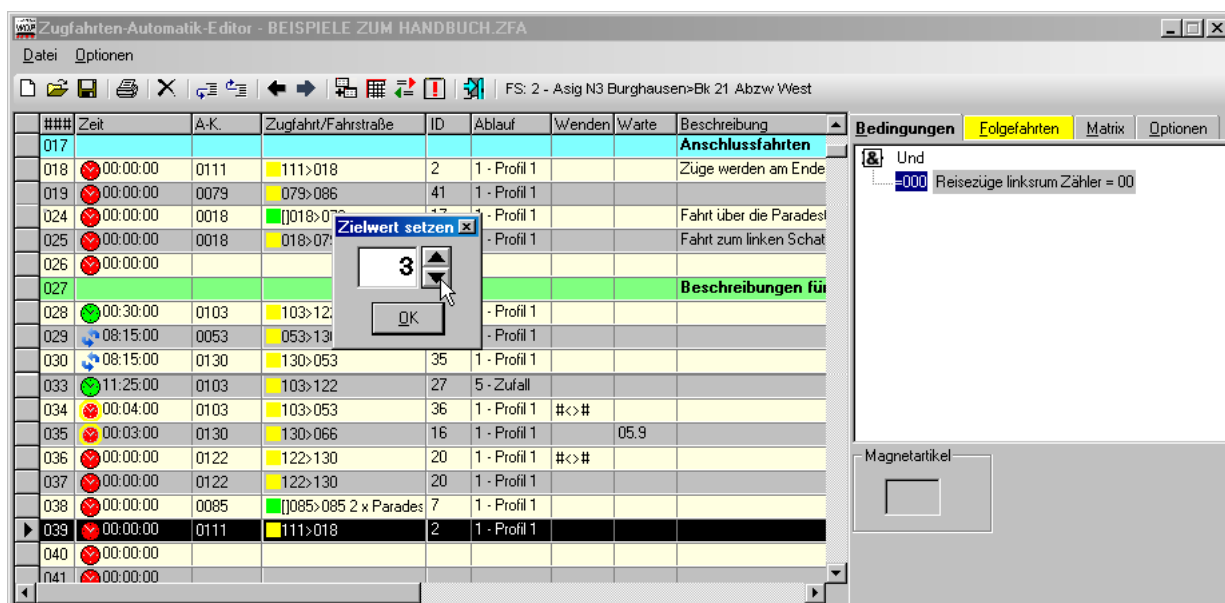 Zugfahrten-Automatik-Editor - BEISPIELE ZUM HANDBUCH.ZFA
Datei Optionen
FS: 2 - Asig N3 Burghausen>Bk 21 Abzw West
### Zeit A-K. Zugfahrt/Fahrstraße ID Ablauf Wenden Warte Beschreibung
017 Anschlussfahrten
018 00:00:00 0111 111>018 2 1 - Profil 1 Züge werden am Ende
019 00:00:00 0079 079>086 41 1 - Profil 1
024 00:00:00 0018 []018>07 17 - Profil 1 Fahrt über die Paradest
025 00:00:00 0018 018>07 - Profil 1 Fahrt zum linken Schat
026 00:00:00
027 Beschreibungen für
028 00:30:00 0103 103>12 - Profil 1
029 08:15:00 0053 053>13 - Profil 1
030 08:15:00 0130 130>053 35 1 - Profil 1
033 11:25:00 0103 103>122 27 5 - Zufall
034 00:04:00 0103 103>053 36 1 - Profil 1 #<>#
035 00:03:00 0130 130>066 16 1 - Profil 1 05.9
036 00:00:00 0122 122>130 20 1 - Profil 1 #<>#
037 00:00:00 0122 122>130 20 1 - Profil 1
038 00:00:00 0085 []085>085 2 x Parades 7 1 - Profil 1
039 00:00:00 0111 111>018 2 1 - Profil 1
040 00:00:00
041 00:00:00
Zielwert setzen
3
OK
Bedingungen Folgefahrten Matrix Optionen
& Und
=000 Reisezüge linksrum Zähler = 00
Magnetartikel